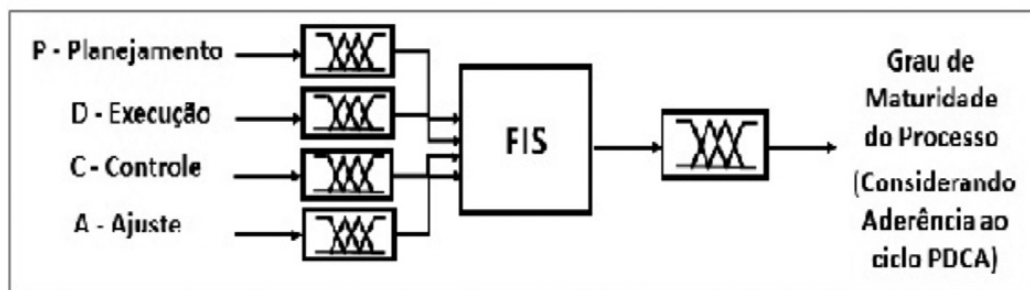 P - Planejamento
D - Execução
C - Controle
A - Ajuste
FIS
Grau de
Maturidade
do Processo
(Considerando
Aderência ao
ciclo PDCA)